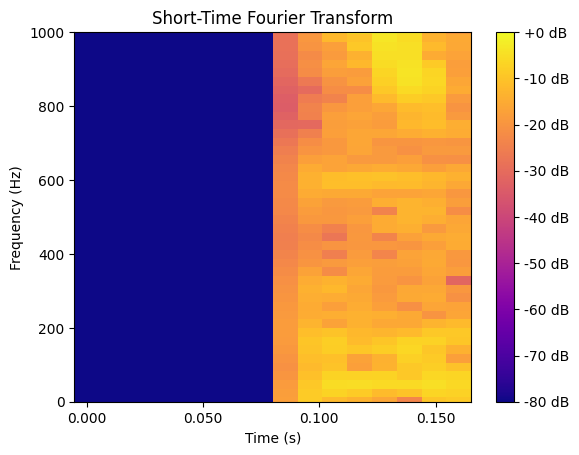 Short-Time Fourier Transform
Frequency (Hz)
1000
800
600
400
200
0
0.000
0.050
0.100
0.150
Time (s)
+0 dB
-10 dB
-20 dB
-30 dB
-40 dB
-50 dB
-60 dB
-70 dB
-80 dB